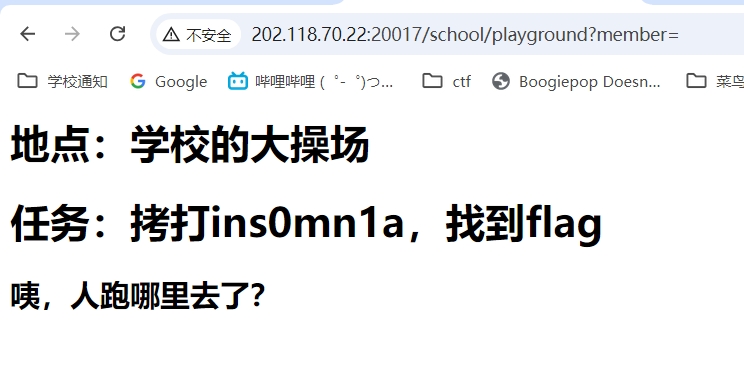 不安全 202.118.70.22:20017/school/playground?member=
学校通知 Google 哔哩哔哩 ( ゜- ゜)つ... ctf Boogiepop Doesn... 菜鸟
地点：学校的大操场
任务：拷打ins0mn1a，找到flag
咦，人跑哪里去了？